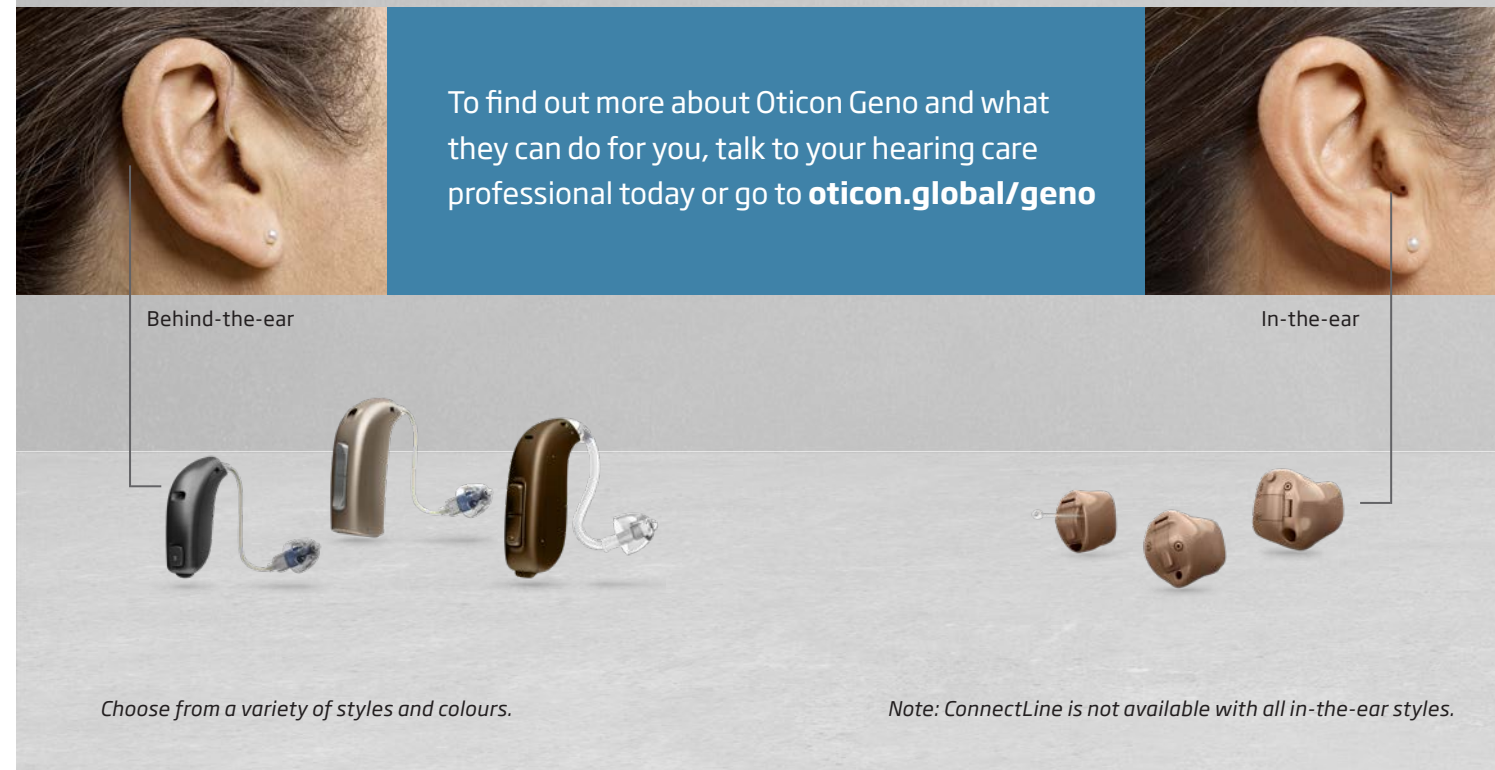 To find out more about Oticon Geno and what
they can do for you, talk to your hearing care
professional today or go to oticon.global/geno
Behind-the-ear
In-the-ear
Choose from a variety of styles and colours.
Note: ConnectLine is not available with all in-the-ear styles.